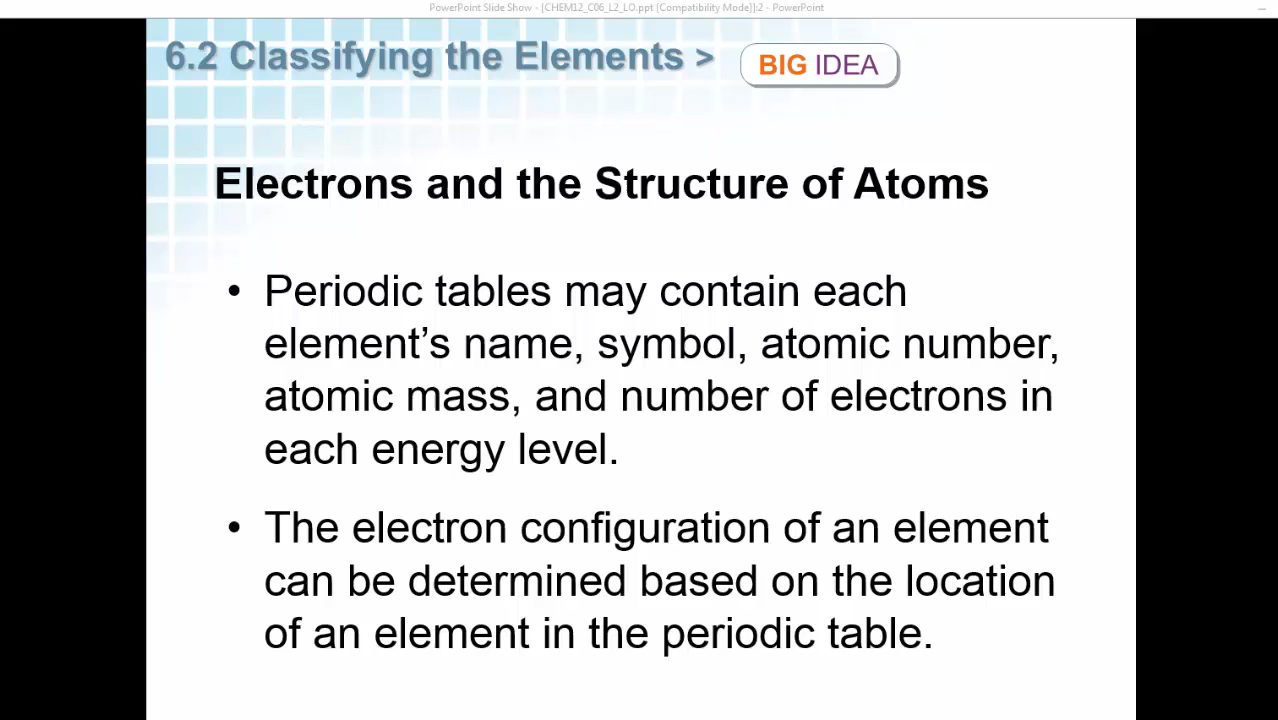 PowerPoint Slide Show - [CHEM12_C06_L2_LO.ppt [Compatibility Mode]]:2 - PowerPoint
6.2 Classifying the Elements >
BIG IDEA
Electrons and the Structure of Atoms
• Periodic tables may contain each
element’s name, symbol, atomic number,
atomic mass, and number of electrons in
each energy level.
• The electron configuration of an element
can be determined based on the location
of an element in the periodic table.